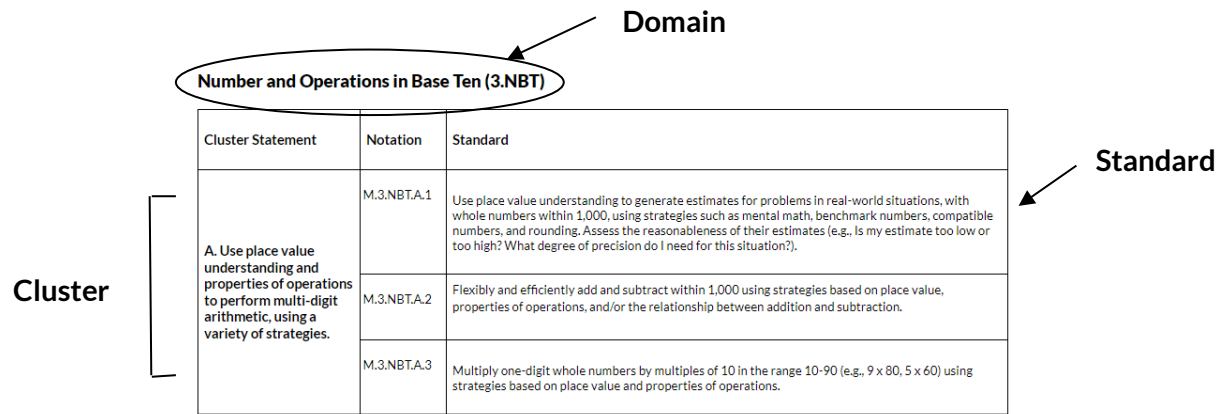 Domain
Number and Operations in Base Ten (3.NBT)
Cluster Statement
Notation
Standard
Standard
Cluster
A. Use place value
understanding and
properties of operations
to perform multi-digit
arithmetic, using a
variety of strategies.
M.3.NBT.A.1
Use place value understanding to generate estimates for problems in real-world situations, with
whole numbers within 1,000, using strategies such as mental math, benchmark numbers, compatible
numbers, and rounding. Assess the reasonableness of their estimates (e.g., Is my estimate too low or
too high? What degree of precision do I need for this situation?).
M.3.NBT.A.2
Flexibly and efficiently add and subtract within 1,000 using strategies based on place value,
properties of operations, and/or the relationship between addition and subtraction.
M.3.NBT.A.3
Multiply one-digit whole numbers by multiples of 10 in the range 10-90 (e.g., 9 x 80, 5 x 60) using
strategies based on place value and properties of operations.